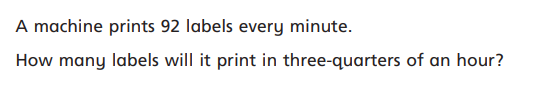 A machine prints 92 labels every minute.
How many labels will it print in three-quarters of an hour?